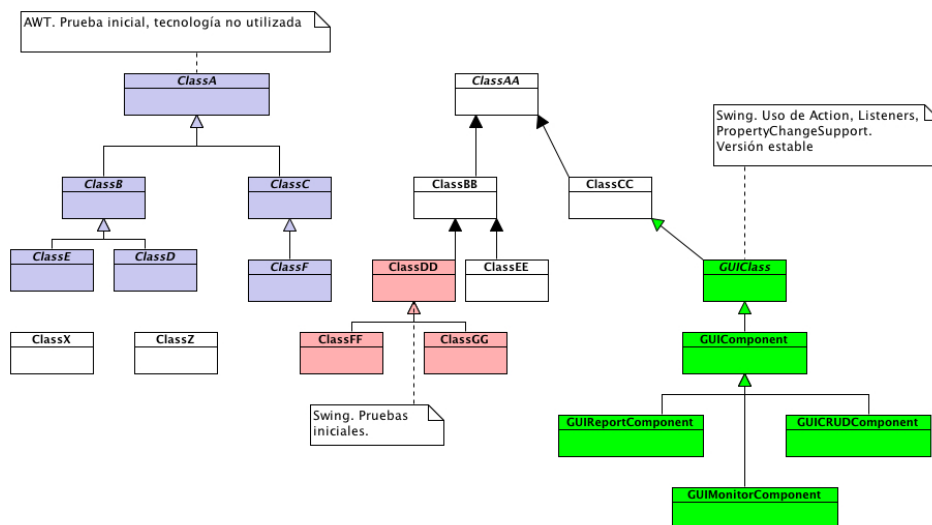 AWT. Prueba inicial, tecnología no utilizada
ClassA
ClassAA
Swing. Uso de Action, Listeners,
PropertyChangeSupport.
Versión estable
ClassB
ClassC
ClassBB
ClassCC
ClassE
ClassD
ClassF
ClassDD
ClassEE
GUIClass
ClassX
ClassZ
ClassFF
ClassGG
GUIComponent
Swing. Pruebas
iniciales.
GUIReportComponent
GUICRUDComponent
GUIMonitorComponent